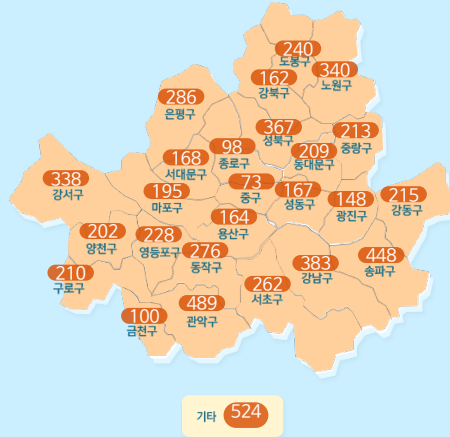 240
도봉구
340
노원구
162
강북구
286
은평구
367
성북구
213
중랑구
98
종로구
209
동대문구
168
서대문구
338
강서구
195
마포구
73
중구
167
성동구
148
광진구
215
강동구
164
용산구
202
양천구
228
영등포구
276
동작구
448
송파구
383
강남구
210
구로구
262
서초구
489
관악구
100
금천구
기타 524